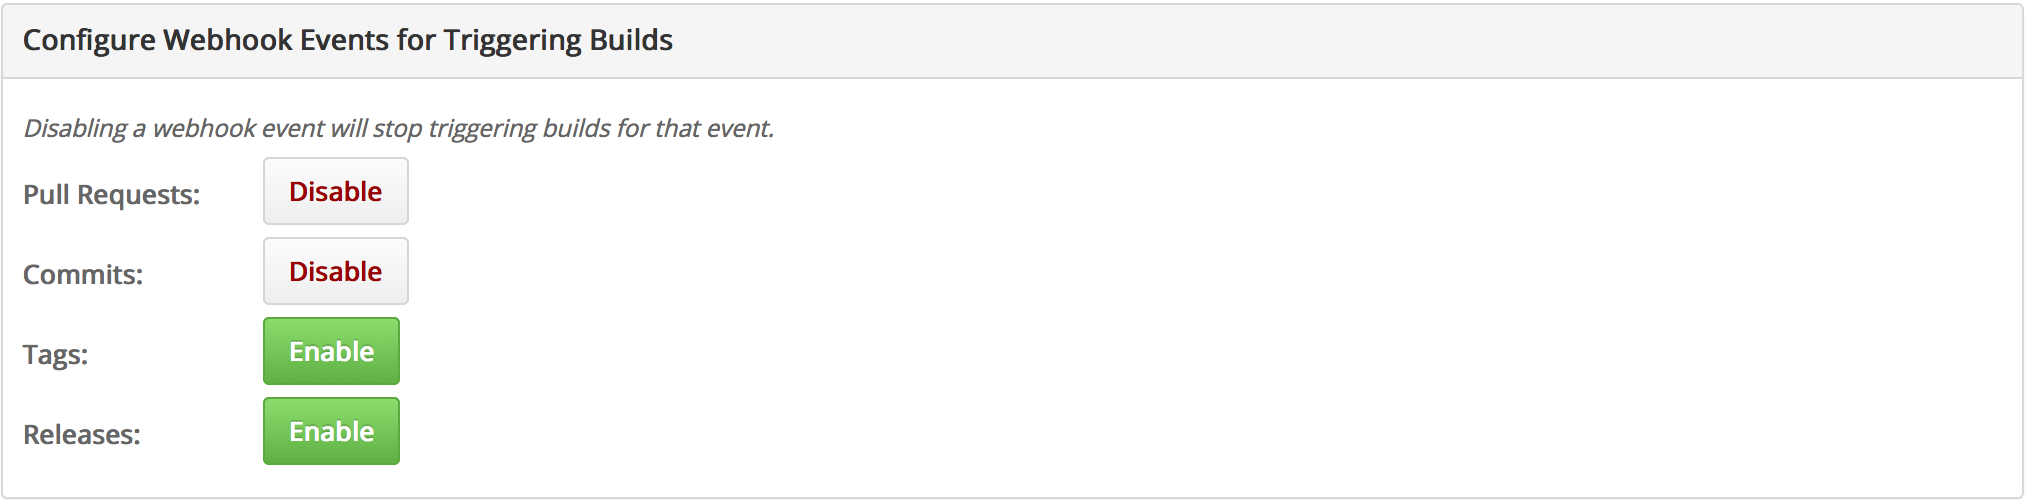 Configure Webhook Events for Triggering Builds
Disabling a webhook event will stop triggering builds for that event.
Pull Requests: Disable
Commits: Disable
Tags: Enable
Releases: Enable